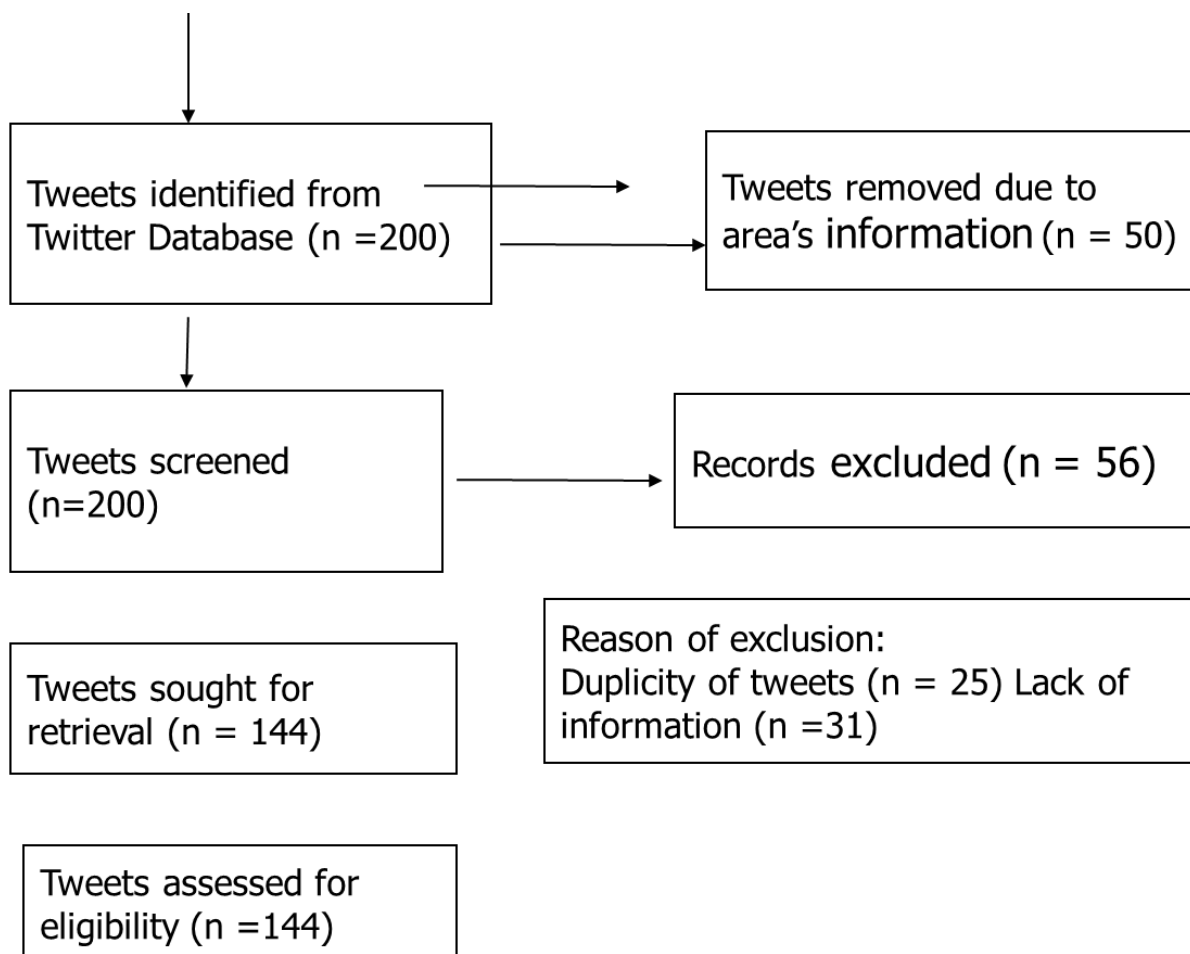 Tweets identified from
Twitter Database (n =200)
Tweets removed due to
area’s information (n = 50)
Tweets screened
(n=200)
Records excluded (n = 56)
Reason of exclusion:
Duplicity of tweets (n = 25) Lack of
information (n =31)
Tweets sought for
retrieval (n = 144)
Tweets assessed for
eligibility (n =144)